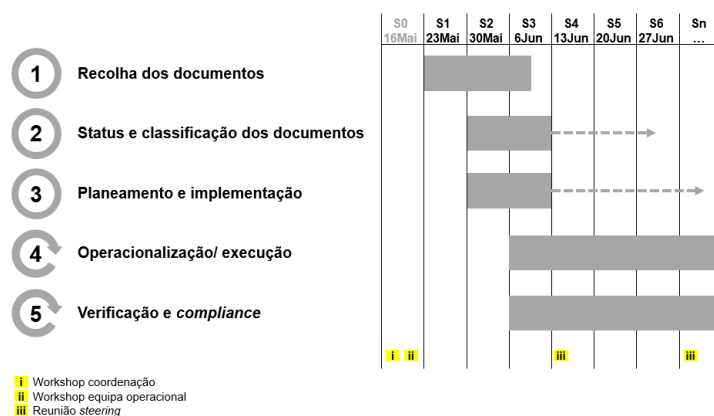 S0 S1 S2 S3 S4 S5 S6 Sn
16Mai 23Mai 30Mai 6Jun 13Jun 20Jun 27Jun ...
1 Recolha dos documentos
2 Status e classificação dos documentos
3 Planeamento e implementação
4 Operacionalização/ execução
5 Verificação e compliance
i ii iii iii
i Workshop coordenação
ii Workshop equipa operacional
iii Reunião steering